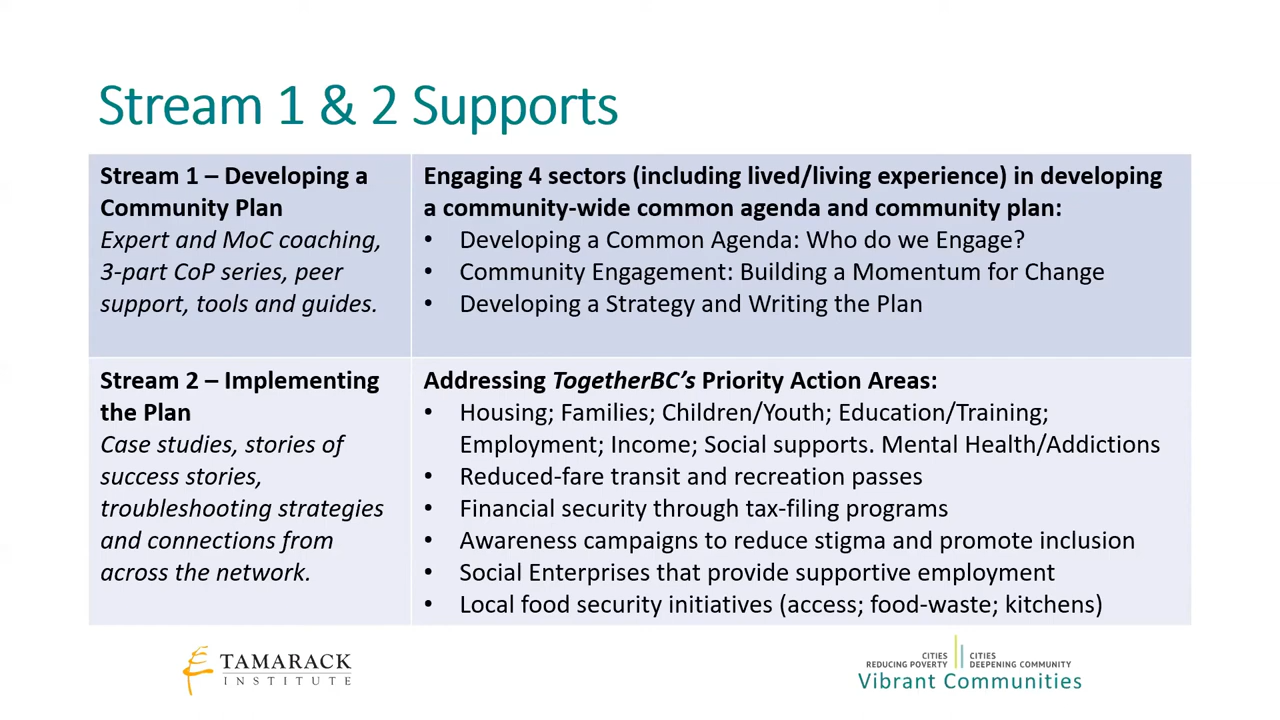 Stream 1 & 2 Supports
Stream 1 – Developing a
Community Plan
Expert and MoC coaching,
3-part CoP series, peer
support, tools and guides.
Engaging 4 sectors (including lived/living experience) in developing
a community-wide common agenda and community plan:
• Developing a Common Agenda: Who do we Engage?
• Community Engagement: Building a Momentum for Change
• Developing a Strategy and Writing the Plan
Stream 2 – Implementing
the Plan
Case studies, stories of
success stories,
troubleshooting strategies
and connections from
across the network.
Addressing TogetherBC’s Priority Action Areas:
• Housing; Families; Children/Youth; Education/Training;
Employment; Income; Social supports. Mental Health/Addictions
• Reduced-fare transit and recreation passes
• Financial security through tax-filing programs
• Awareness campaigns to reduce stigma and promote inclusion
• Social Enterprises that provide supportive employment
• Local food security initiatives (access; food-waste; kitchens)
TAMARACK
INSTITUTE
CITIES
REDUCING POVERTY
CITIES
DEEPENING COMMUNITY
Vibrant Communities